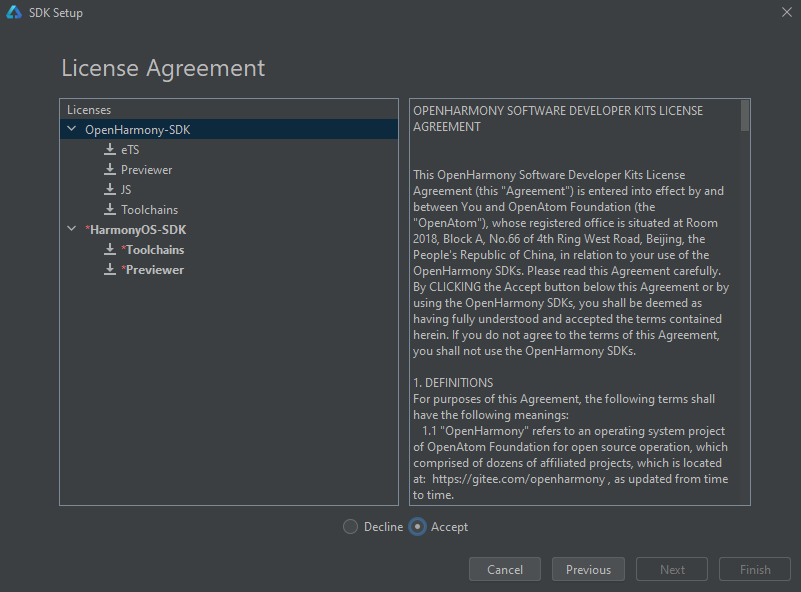 SDK Setup
License Agreement
Licenses
OpenHarmony-SDK
eTS
Previewer
JS
Toolchains
*HarmonyOS-SDK
*Toolchains
*Previewer
OPENHARMONY SOFTWARE DEVELOPER KITS LICENSE
AGREEMENT
This OpenHarmony Software Developer Kits License
Agreement (this "Agreement") is entered into effect by and
between You and OpenAtom Foundation (the
"OpenAtom"), whose registered office is situated at Room
2018, Block A, No.66 of 4th Ring West Road, Beijing, the
People's Republic of China, in relation to your use of the
OpenHarmony SDKs. Please read this Agreement carefully.
By CLICKING the Accept button below this Agreement or by
using the OpenHarmony SDKs, you shall be deemed as
having fully understood and accepted the terms contained
herein. If you do not agree to the terms of this Agreement,
you shall not use the OpenHarmony SDKs.
1. DEFINITIONS
For purposes of this Agreement, the following terms shall
have the following meanings:
1.1 "OpenHarmony" refers to an operating system project
of OpenAtom Foundation for open source operation, which
comprised of dozens of affiliated projects, which is located
at:  https://gitee.com/openharmony , as updated from time
to time.
Decline Accept
Cancel Previous Next Finish